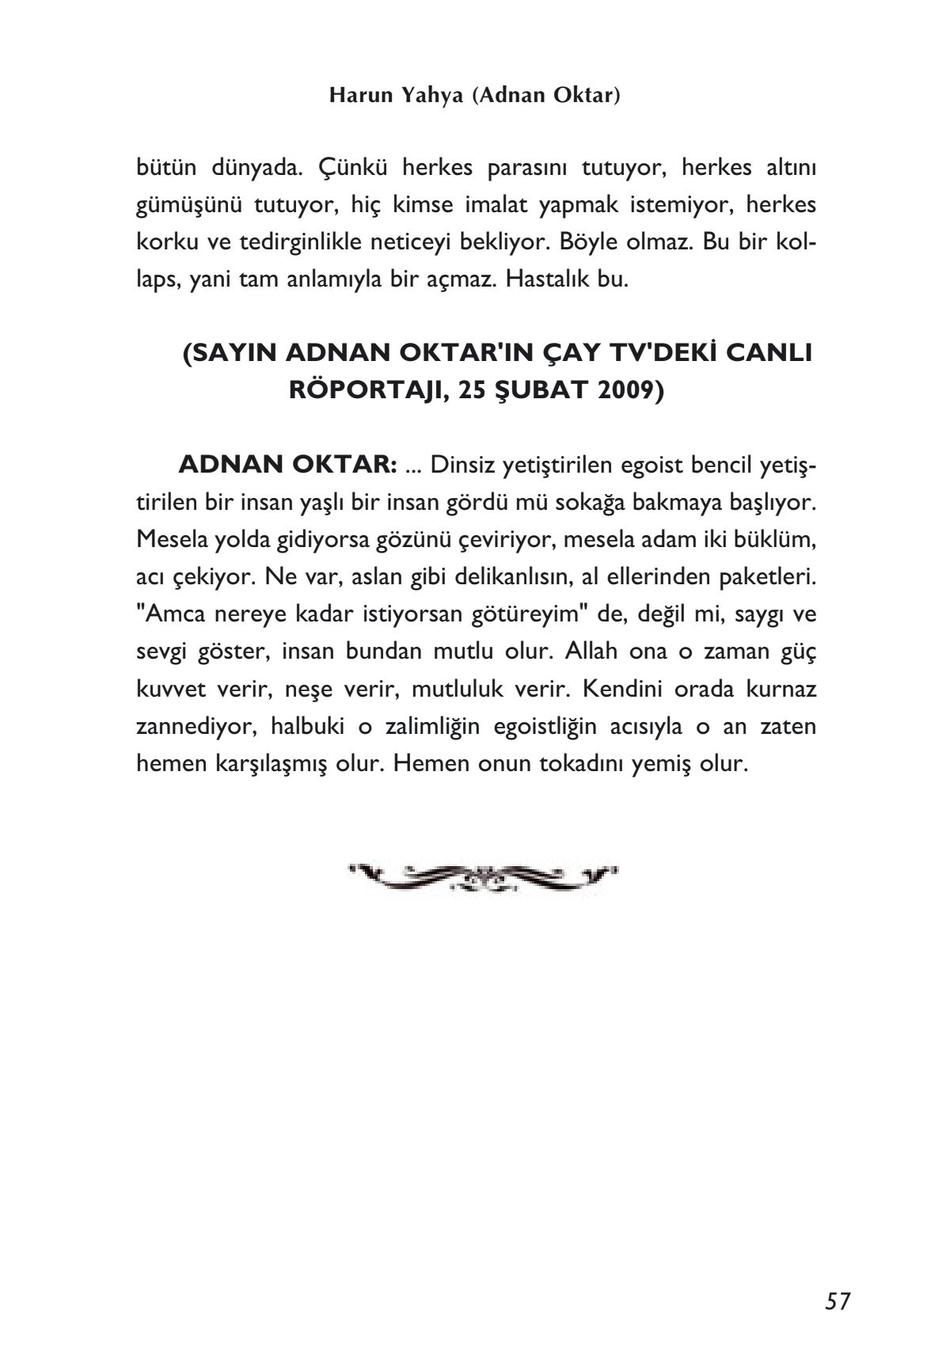 Harun Yahya (Adnan Oktar)
bütün dünyada. Çünkü herkes parasını tutuyor, herkes altını
gümüşünü tutuyor, hiç kimse imalat yapmak istemiyor, herkes
korku ve tedirginlikle neticeyi bekliyor. Böyle olmaz. Bu bir kol-
laps, yani tam anlamıyla bir açmaz. Hastalık bu.
(SAYIN ADNAN OKTAR'IN ÇAY TV'DEKİ CANLI
RÖPORTAJI, 25 ŞUBAT 2009)
ADNAN OKTAR: ... Dinsiz yetiştirilen egoist bencil yetiş-
tirilen bir insan yaşlı bir insan gördü mü sokağa bakmaya başlıyor.
Mesela yolda gidiyorsa gözünü çeviriyor, mesela adam iki büklüm,
acı çekiyor. Ne var, aslan gibi delikanlısın, al ellerinden paketleri.
"Amca nereye kadar istiyorsan götüreyim" de, değil mi, saygı ve
sevgi göster, insan bundan mutlu olur. Allah ona o zaman güç
kuvvet verir, neşe verir, mutluluk verir. Kendini orada kurnaz
zannediyor, halbuki o zalimliğin egoistliğin acısıyla o an zaten
hemen karşılaşmış olur. Hemen onun tokadını yemiş olur.
57